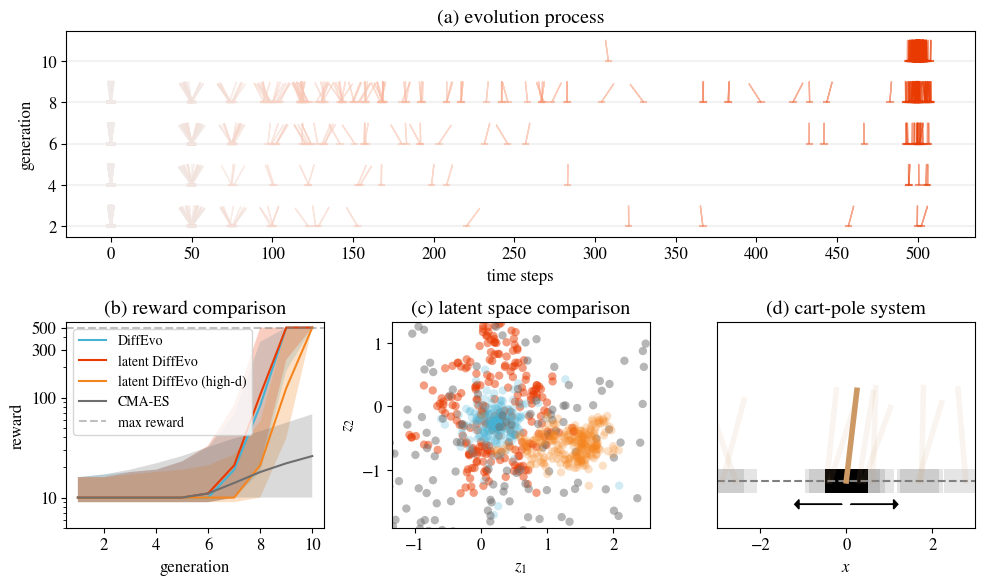 (a) evolution process
generation
10
8
6
4
2
0 50 100 150 200 250 300 350 400 450 500
time steps
(b) reward comparison
reward
500
300
100
10
DiffEvo
latent DiffEvo
latent DiffEvo (high-d)
CMA-ES
max reward
2 4 6 8 10
generation
(c) latent space comparison
z2
1
0
−1
−1 0 1 2
z1
(d) cart-pole system
−2 0 2
x